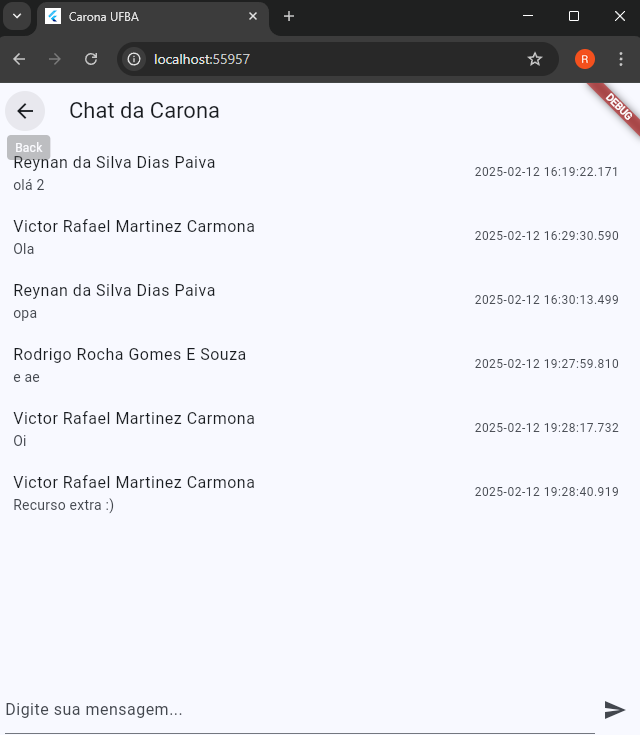 Carona UFBA
localhost:55957
R
Chat da Carona
DEBUG
Back
Reynan da Silva Dias Paiva
olá 2
2025-02-12 16:19:22.171
Victor Rafael Martinez Carmona
Ola
2025-02-12 16:29:30.590
Reynan da Silva Dias Paiva
opa
2025-02-12 16:30:13.499
Rodrigo Rocha Gomes E Souza
e ae
2025-02-12 19:27:59.810
Victor Rafael Martinez Carmona
Oi
2025-02-12 19:28:17.732
Victor Rafael Martinez Carmona
Recurso extra :)
2025-02-12 19:28:40.919
Digite sua mensagem...